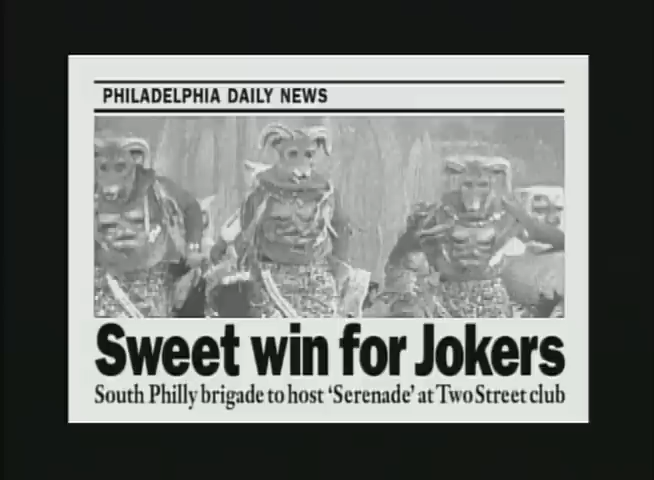 PHILADELPHIA DAILY NEWS
Sweet win for Jokers
South Philly brigade to host 'Serenade' at Two Street club